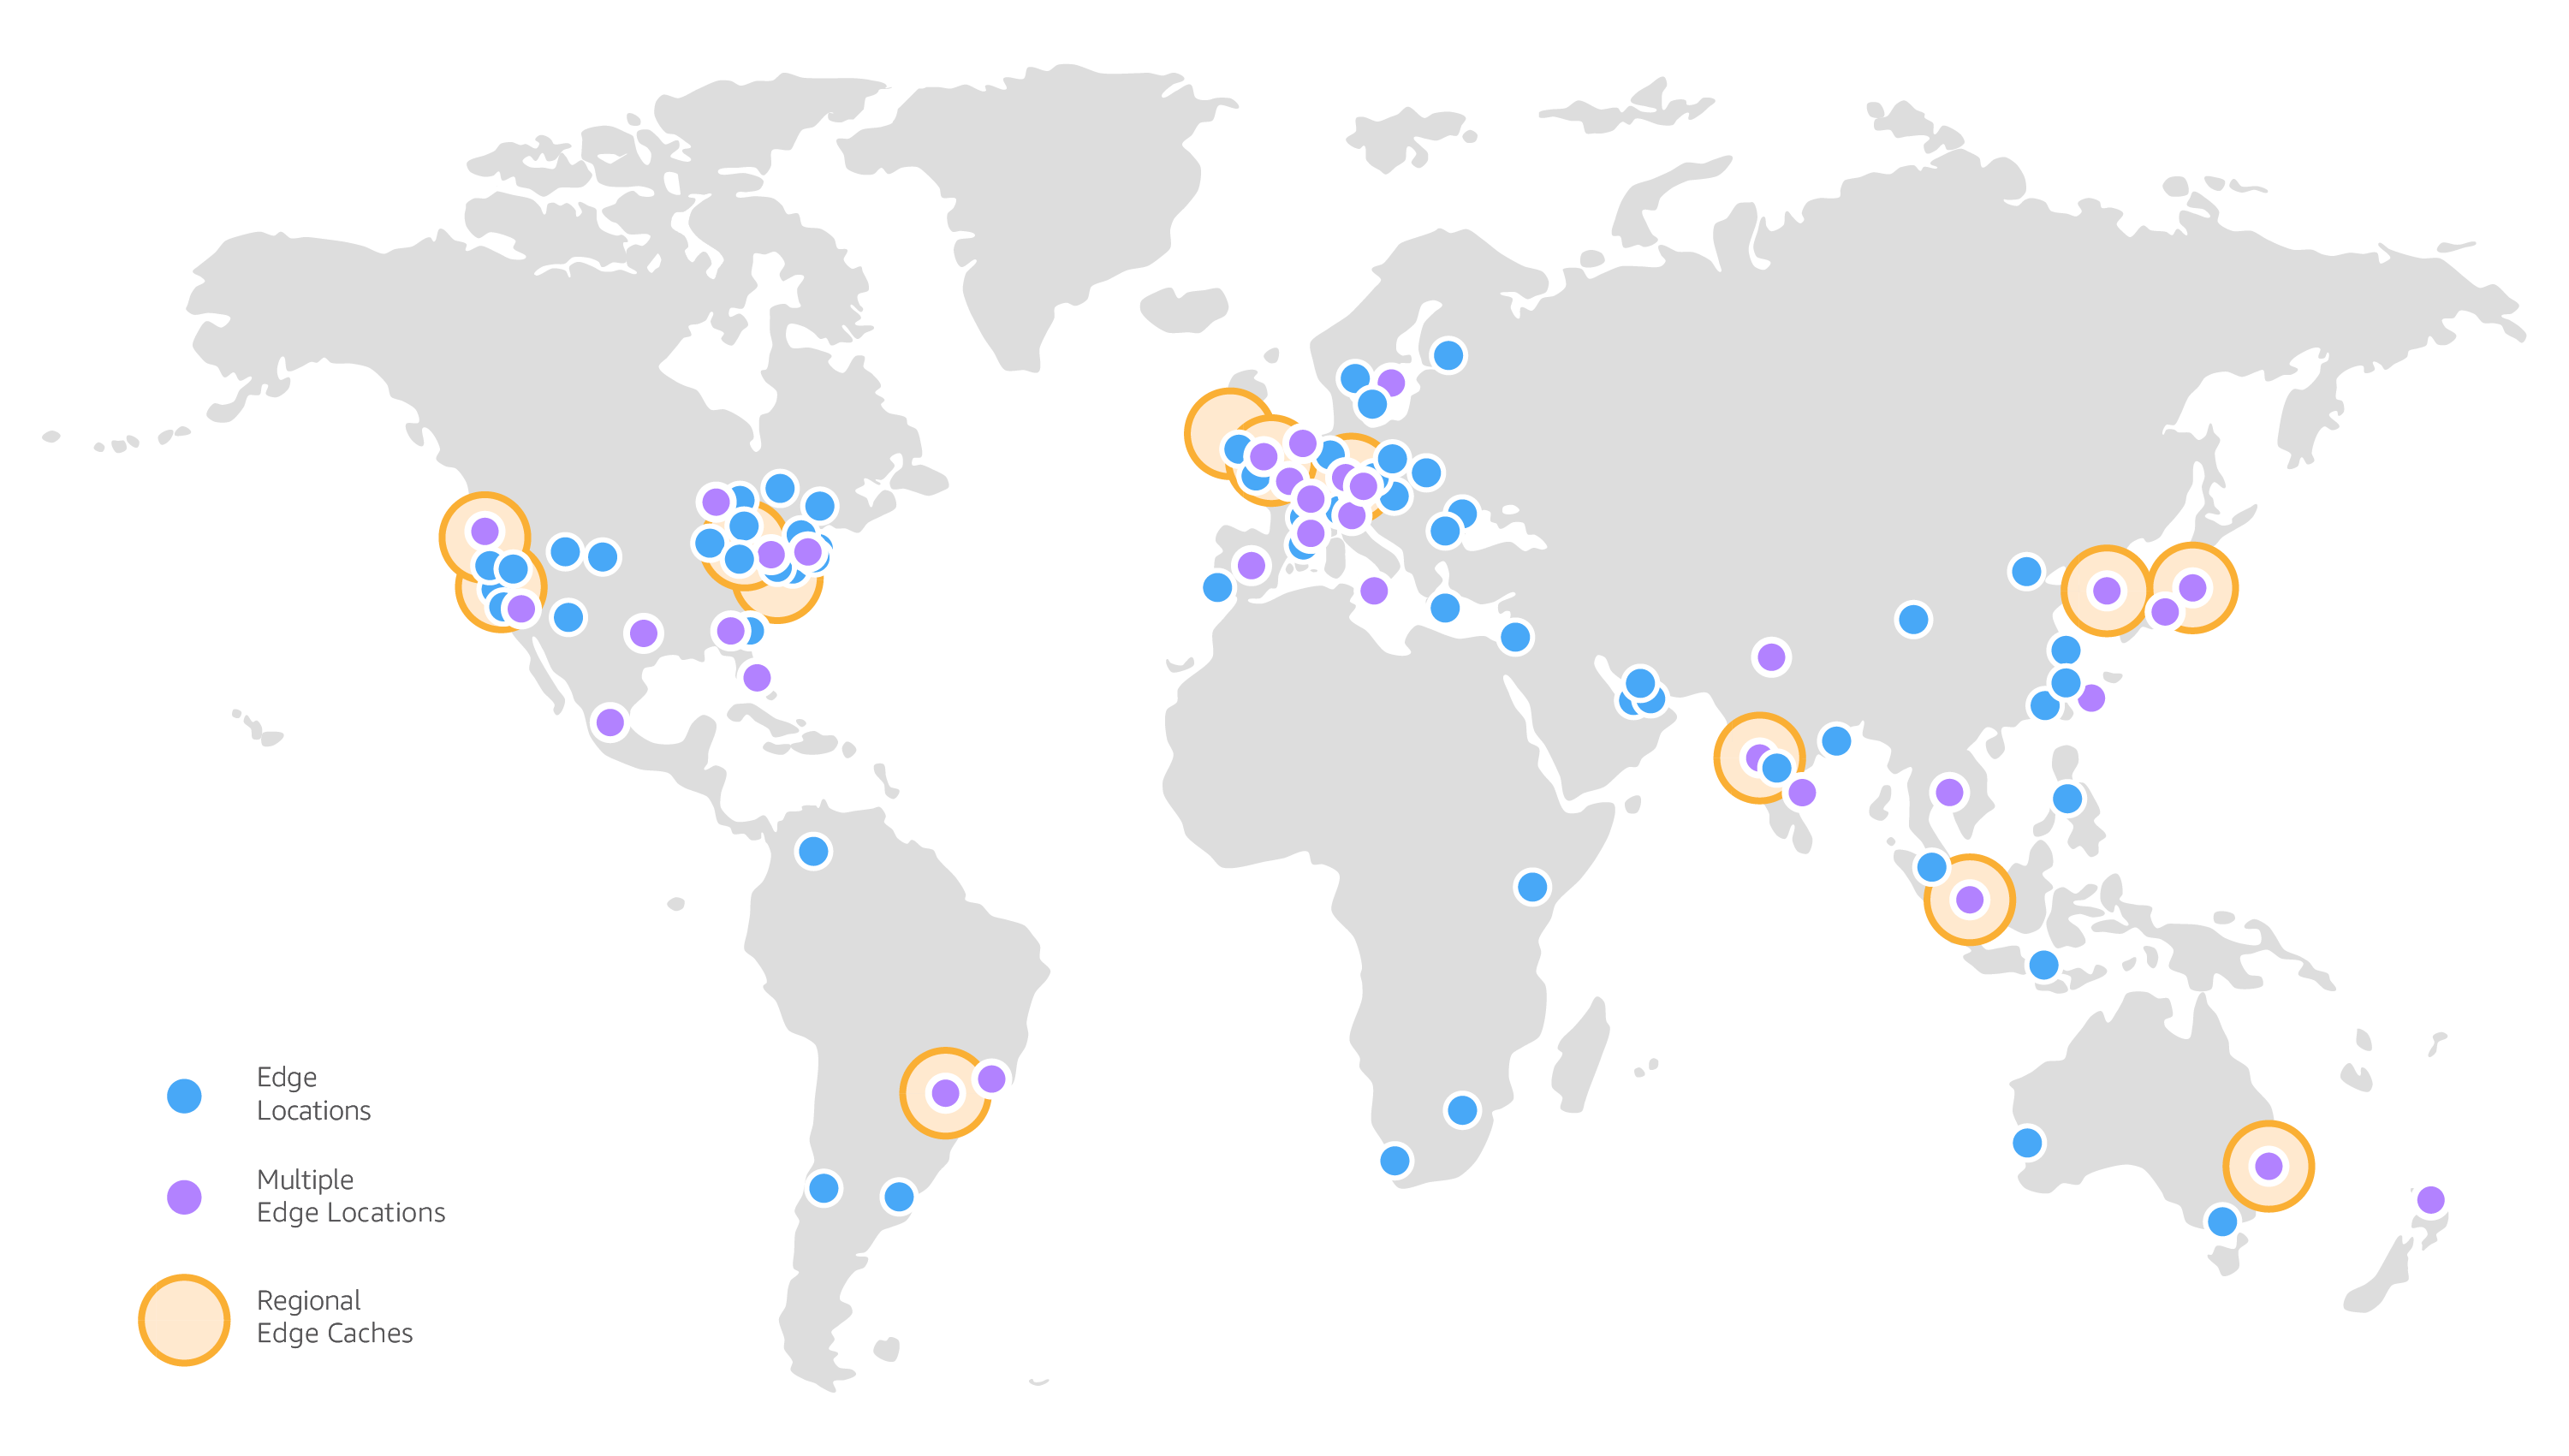 Edge
Locations
Multiple
Edge Locations
Regional
Edge Caches